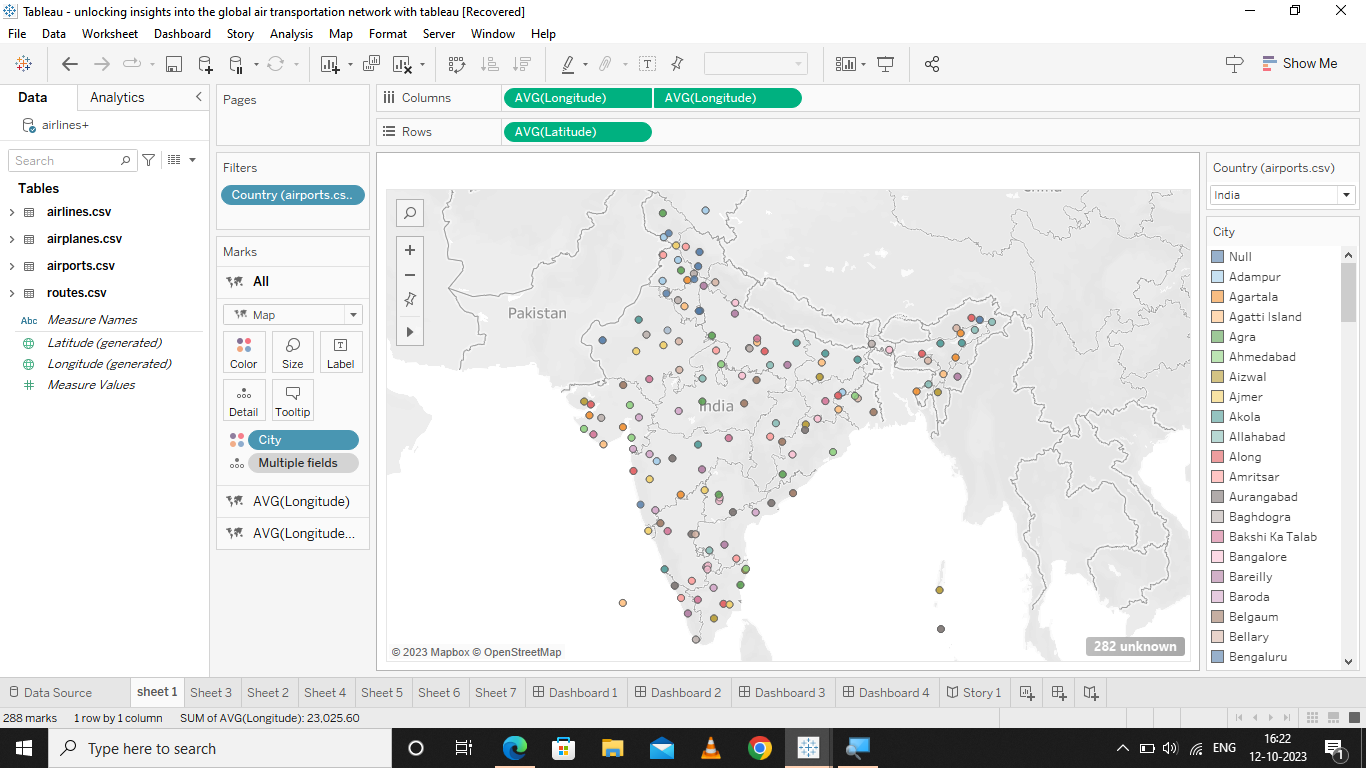 Tableau - unlocking insights into the global air transportation network with tableau [Recovered]
File Data Worksheet Dashboard Story Analysis Map Format Server Window Help
Show Me
Data Analytics
airlines+
Search
Tables
airlines.csv
airplanes.csv
airports.csv
routes.csv
Abc Measure Names
Latitude (generated)
Longitude (generated)
Measure Values
Pages
Filters
Country (airports.cs..
Marks
All
Map
Color Size Label
Detail Tooltip
City
Multiple fields
AVG(Longitude)
AVG(Longitude...
Columns AVG(Longitude) AVG(Longitude)
Rows AVG(Latitude)
Pakistan
India
© 2023 Mapbox © OpenStreetMap
282 unknown
Country (airports.csv)
India
City
Null
Adampur
Agartala
Agatti Island
Agra
Ahmedabad
Aizwal
Ajmer
Akola
Allahabad
Along
Amritsar
Aurangabad
Baghdogra
Bakshi Ka Talab
Bangalore
Bareilly
Baroda
Belgaum
Bellary
Bengaluru
Data Source sheet 1 Sheet 3 Sheet 2 Sheet 4 Sheet 5 Sheet 6 Sheet 7 Dashboard 1 Dashboard 2 Dashboard 3 Dashboard 4 Story 1
288 marks 1 row by 1 column SUM of AVG(Longitude): 23,025.60
Type here to search
ENG
16:22
12-10-2023
1